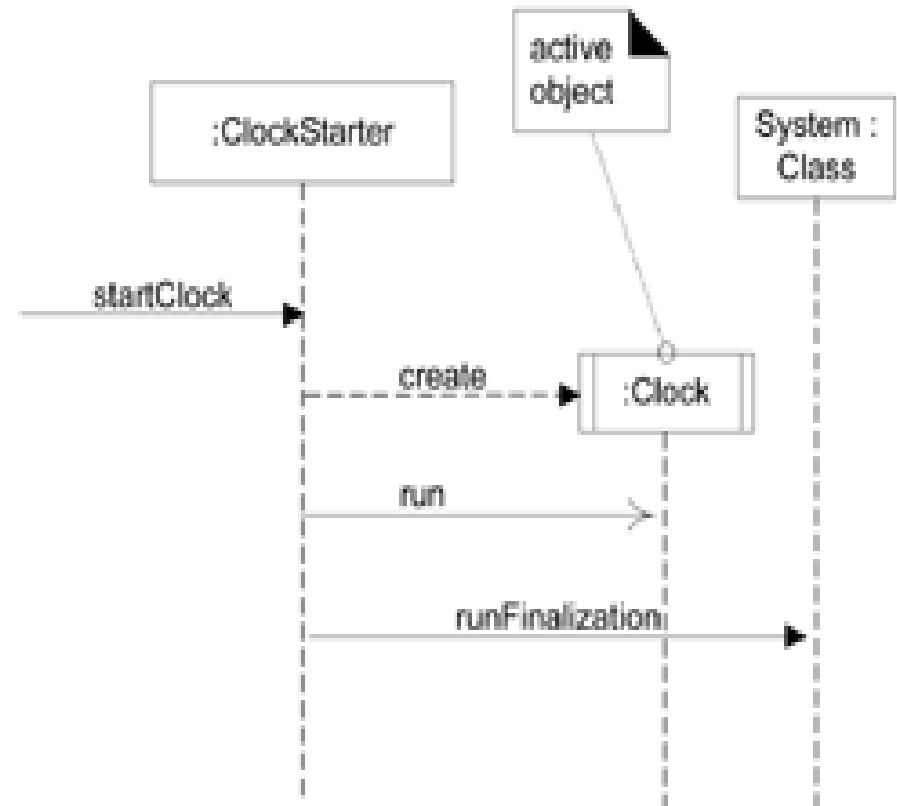 active
object
:ClockStarter
System :
Class
startClock
create
:Clock
run
runFinalization